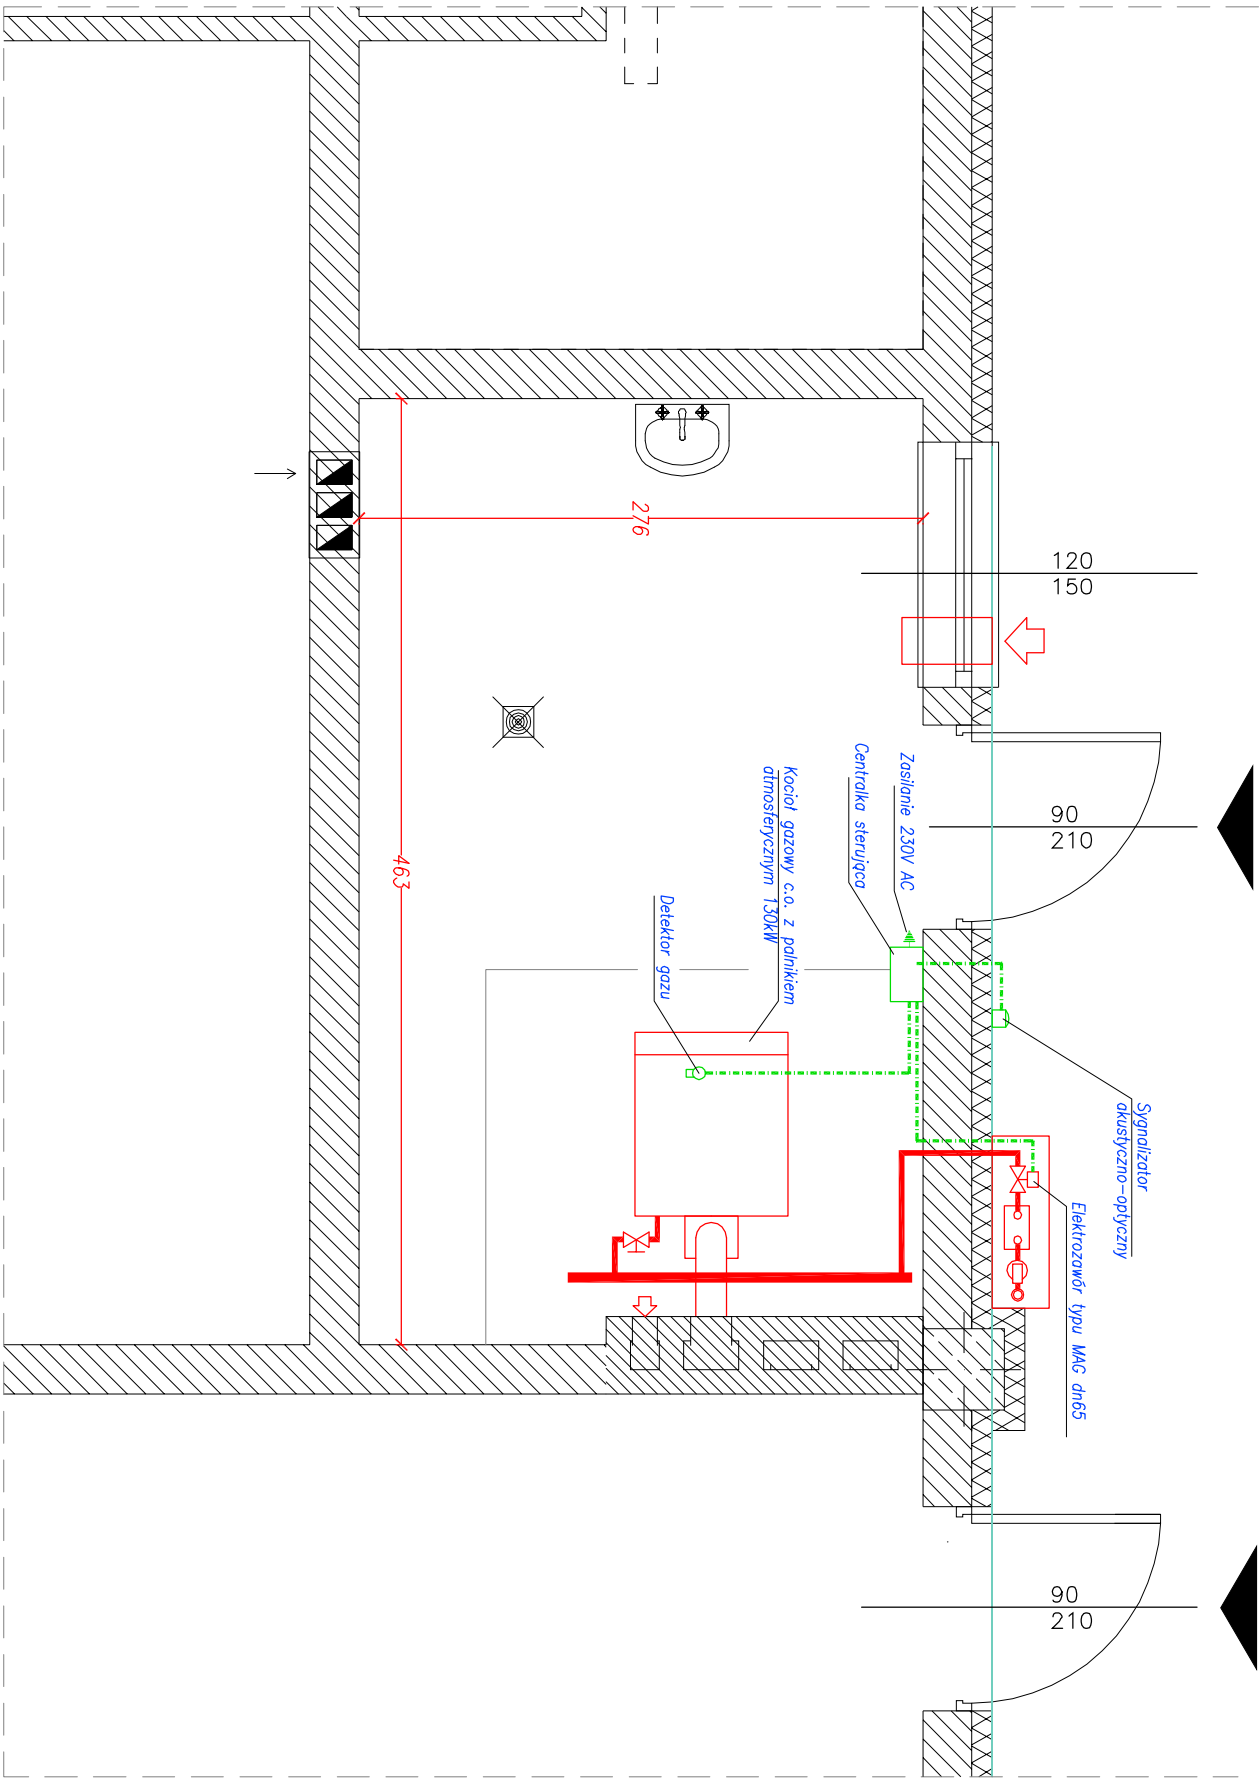 276
120
150
90
210
463
Zasilanie 230V AC
Centralka sterująca
Kocioł gazowy c.o. z palnikiem
atmosferycznym 130kW
Detektor gazu
Sygnalizator
akustyczno-optyczny
Elektrozawór typu MAG dn65
90
210